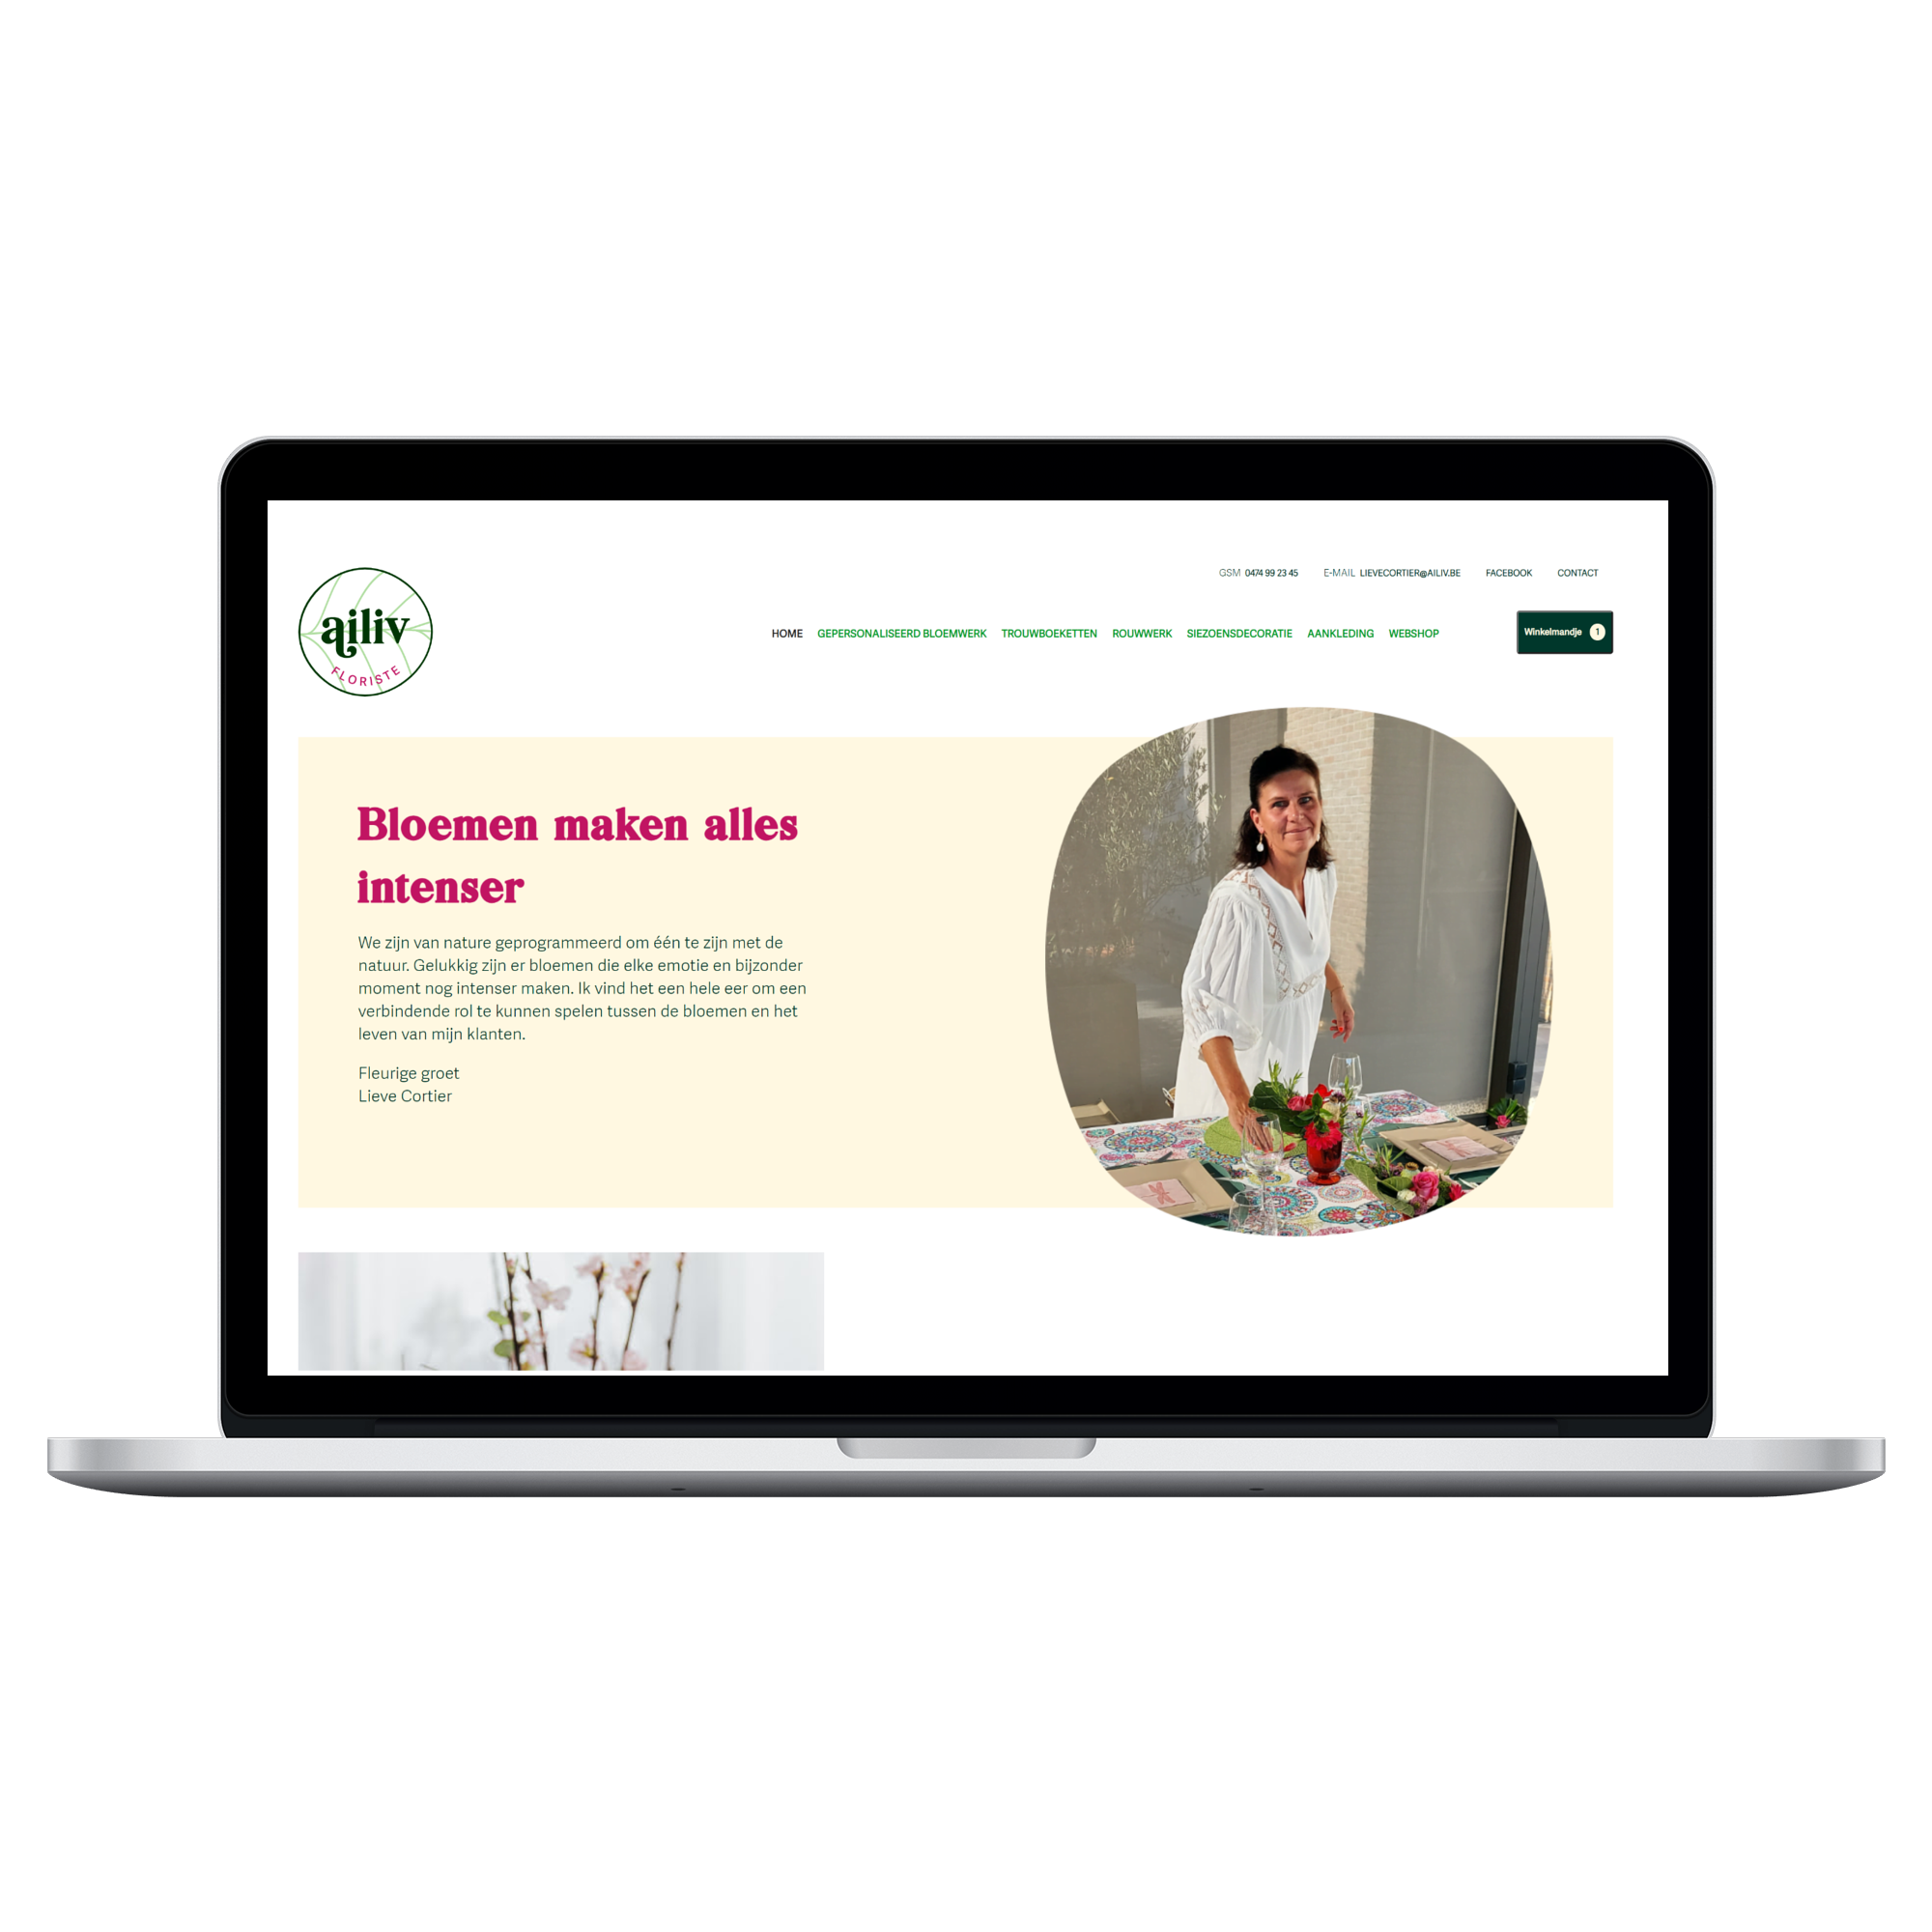 GSM 0474 99 23 45 E-MAIL LIEVECORTIER@AILIV.BE FACEBOOK CONTACT
ailiv
FLORISTE
HOME GEPERSONALISEERD BLOEMWERK TROUWBOEKETTEN ROUWWERK SIEZOENSDECORATIE AANKLEDING WEBSHOP
Winkelmandje 1
Bloemen maken alles
intenser
We zijn van nature geprogrammeerd om één te zijn met de
natuur. Gelukkig zijn er bloemen die elke emotie en bijzonder
moment nog intenser maken. Ik vind het een hele eer om een
verbindende rol te kunnen spelen tussen de bloemen en het
leven van mijn klanten.
Fleurige groet
Lieve Cortier